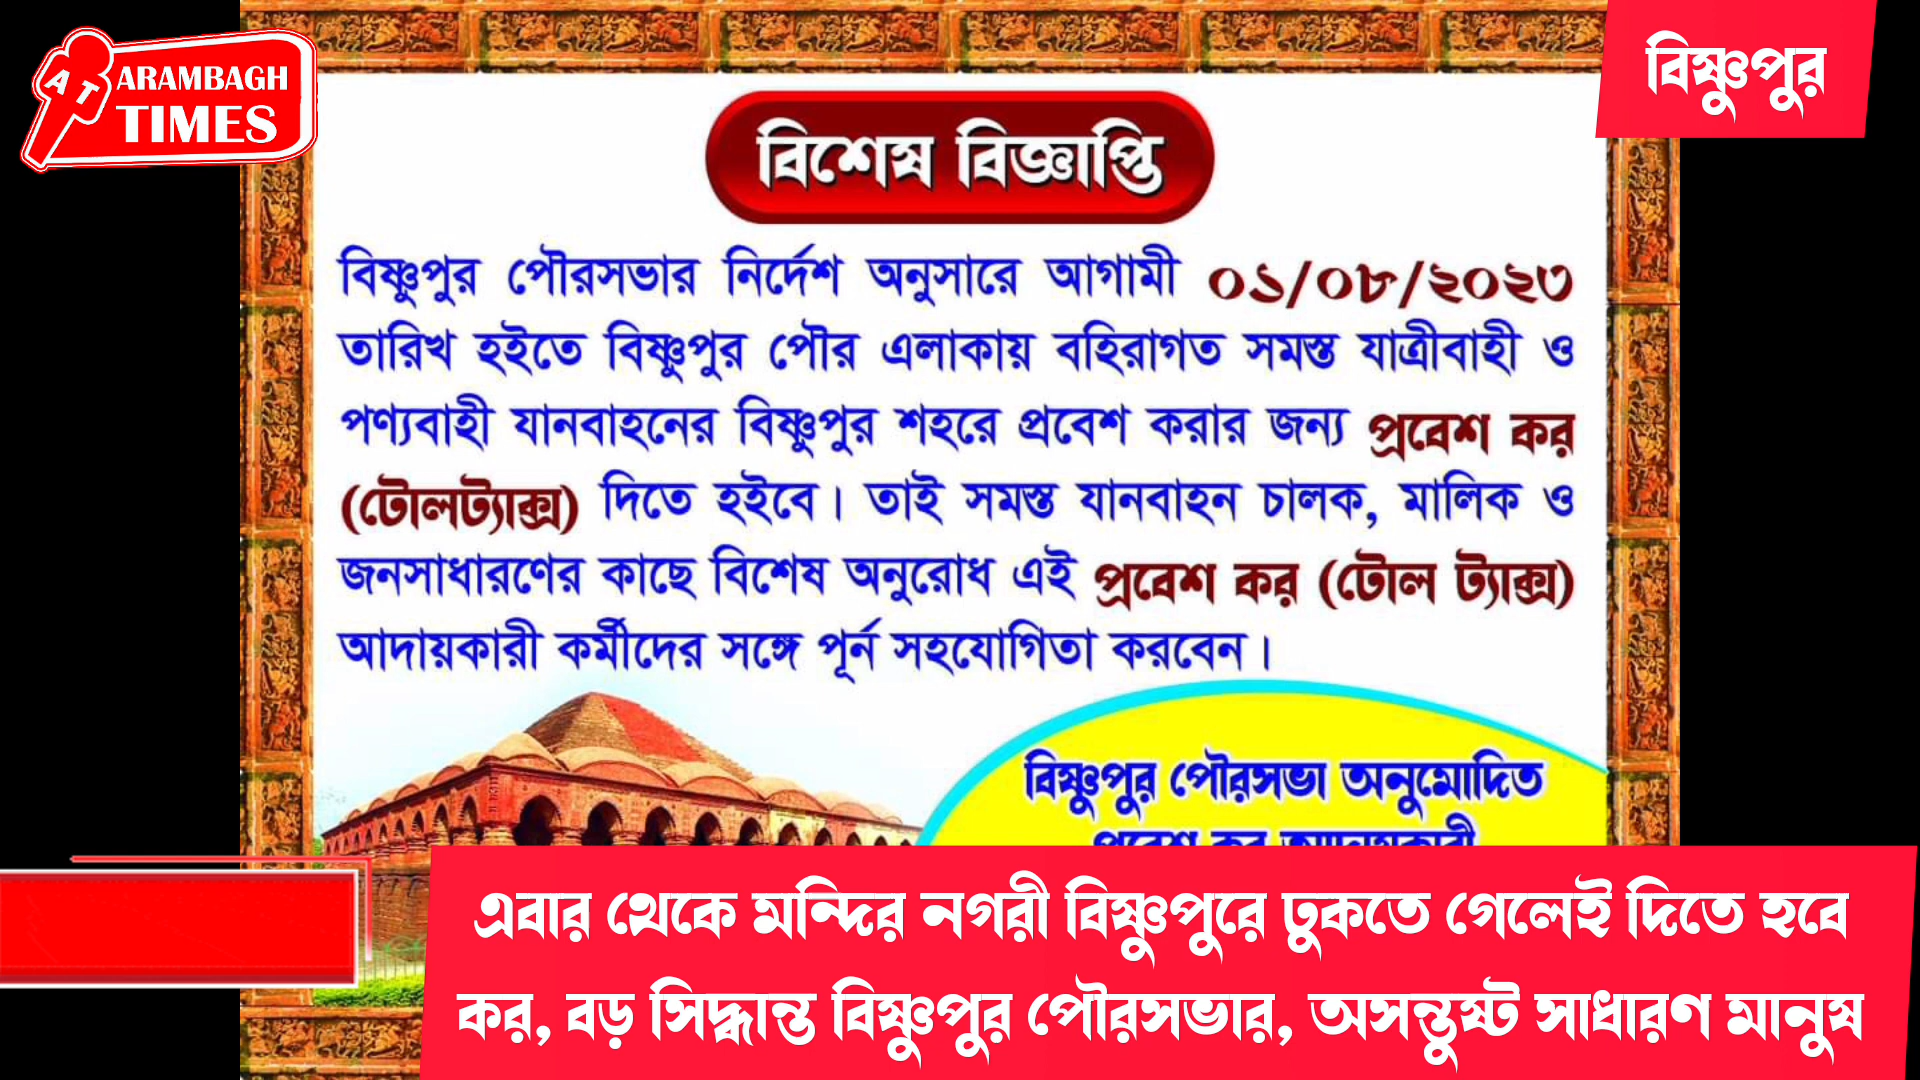 ARAMBAGH
TIMES
AT
বিষ্ণুপুর
বিশেষ বিজ্ঞাপ্তি
বিষ্ণুপুর পৌরসভার নির্দেশ অনুসারে আগামী ০১/০৮/২০২৩
তারিখ হইতে বিষ্ণুপুর পৌর এলাকায় বহিরাগত সমস্ত যাত্রীবাহী ও
পণ্যবাহী যানবাহনের বিষ্ণুপুর শহরে প্রবেশ করার জন্য প্রবেশ কর
(টোলট্যাক্স) দিতে হইবে। তাই সমস্ত যানবাহন চালক, মালিক ও
জনসাধারণের কাছে বিশেষ অনুরোধ এই প্রবেশ কর (টোল ট্যাক্স)
আদায়কারী কর্মীদের সঙ্গে পূর্ন সহযোগিতা করবেন।
বিষ্ণুপুর পৌরসভা অনুমোদিত
এবার থেকে মন্দির নগরী বিষ্ণুপুরে ঢুকতে গেলেই দিতে হবে
কর, বড় সিদ্ধান্ত বিষ্ণুপুর পৌরসভার, অসন্তুষ্ট সাধারণ মানুষ